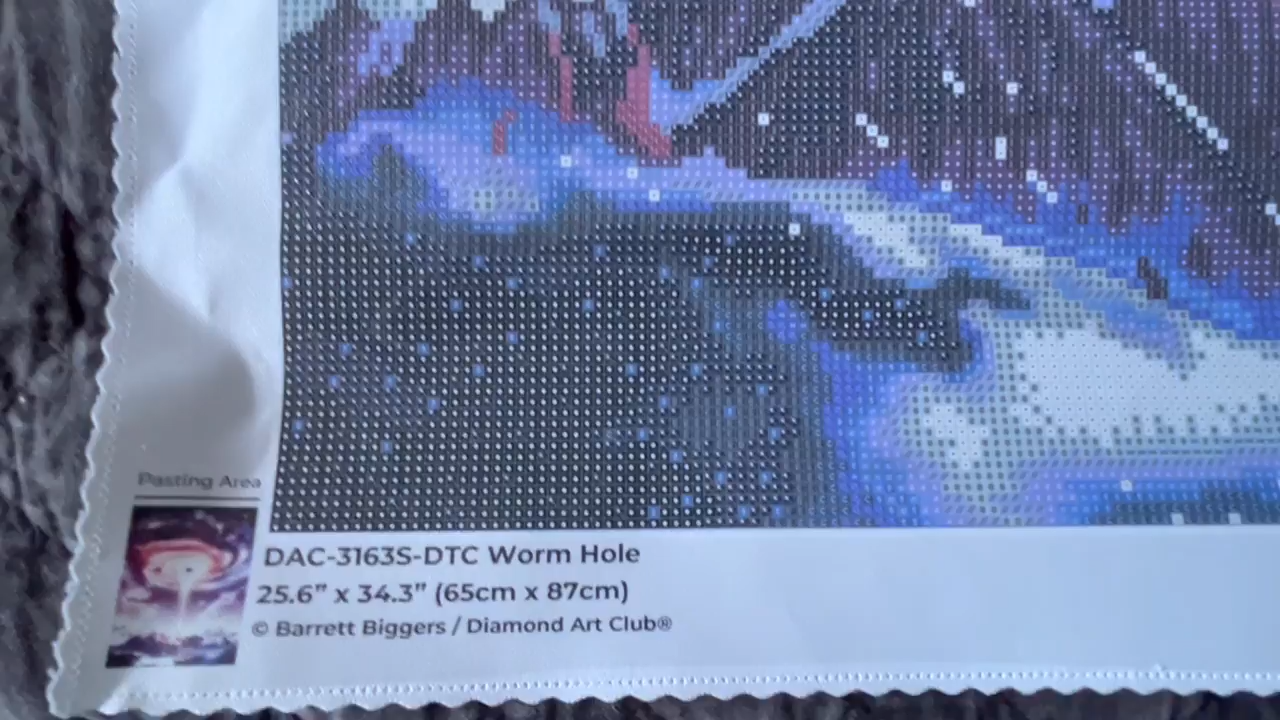 Pasting Area
DAC-3163S-DTC Worm Hole
25.6" x 34.3" (65cm x 87cm)
© Barrett Biggers / Diamond Art Club®